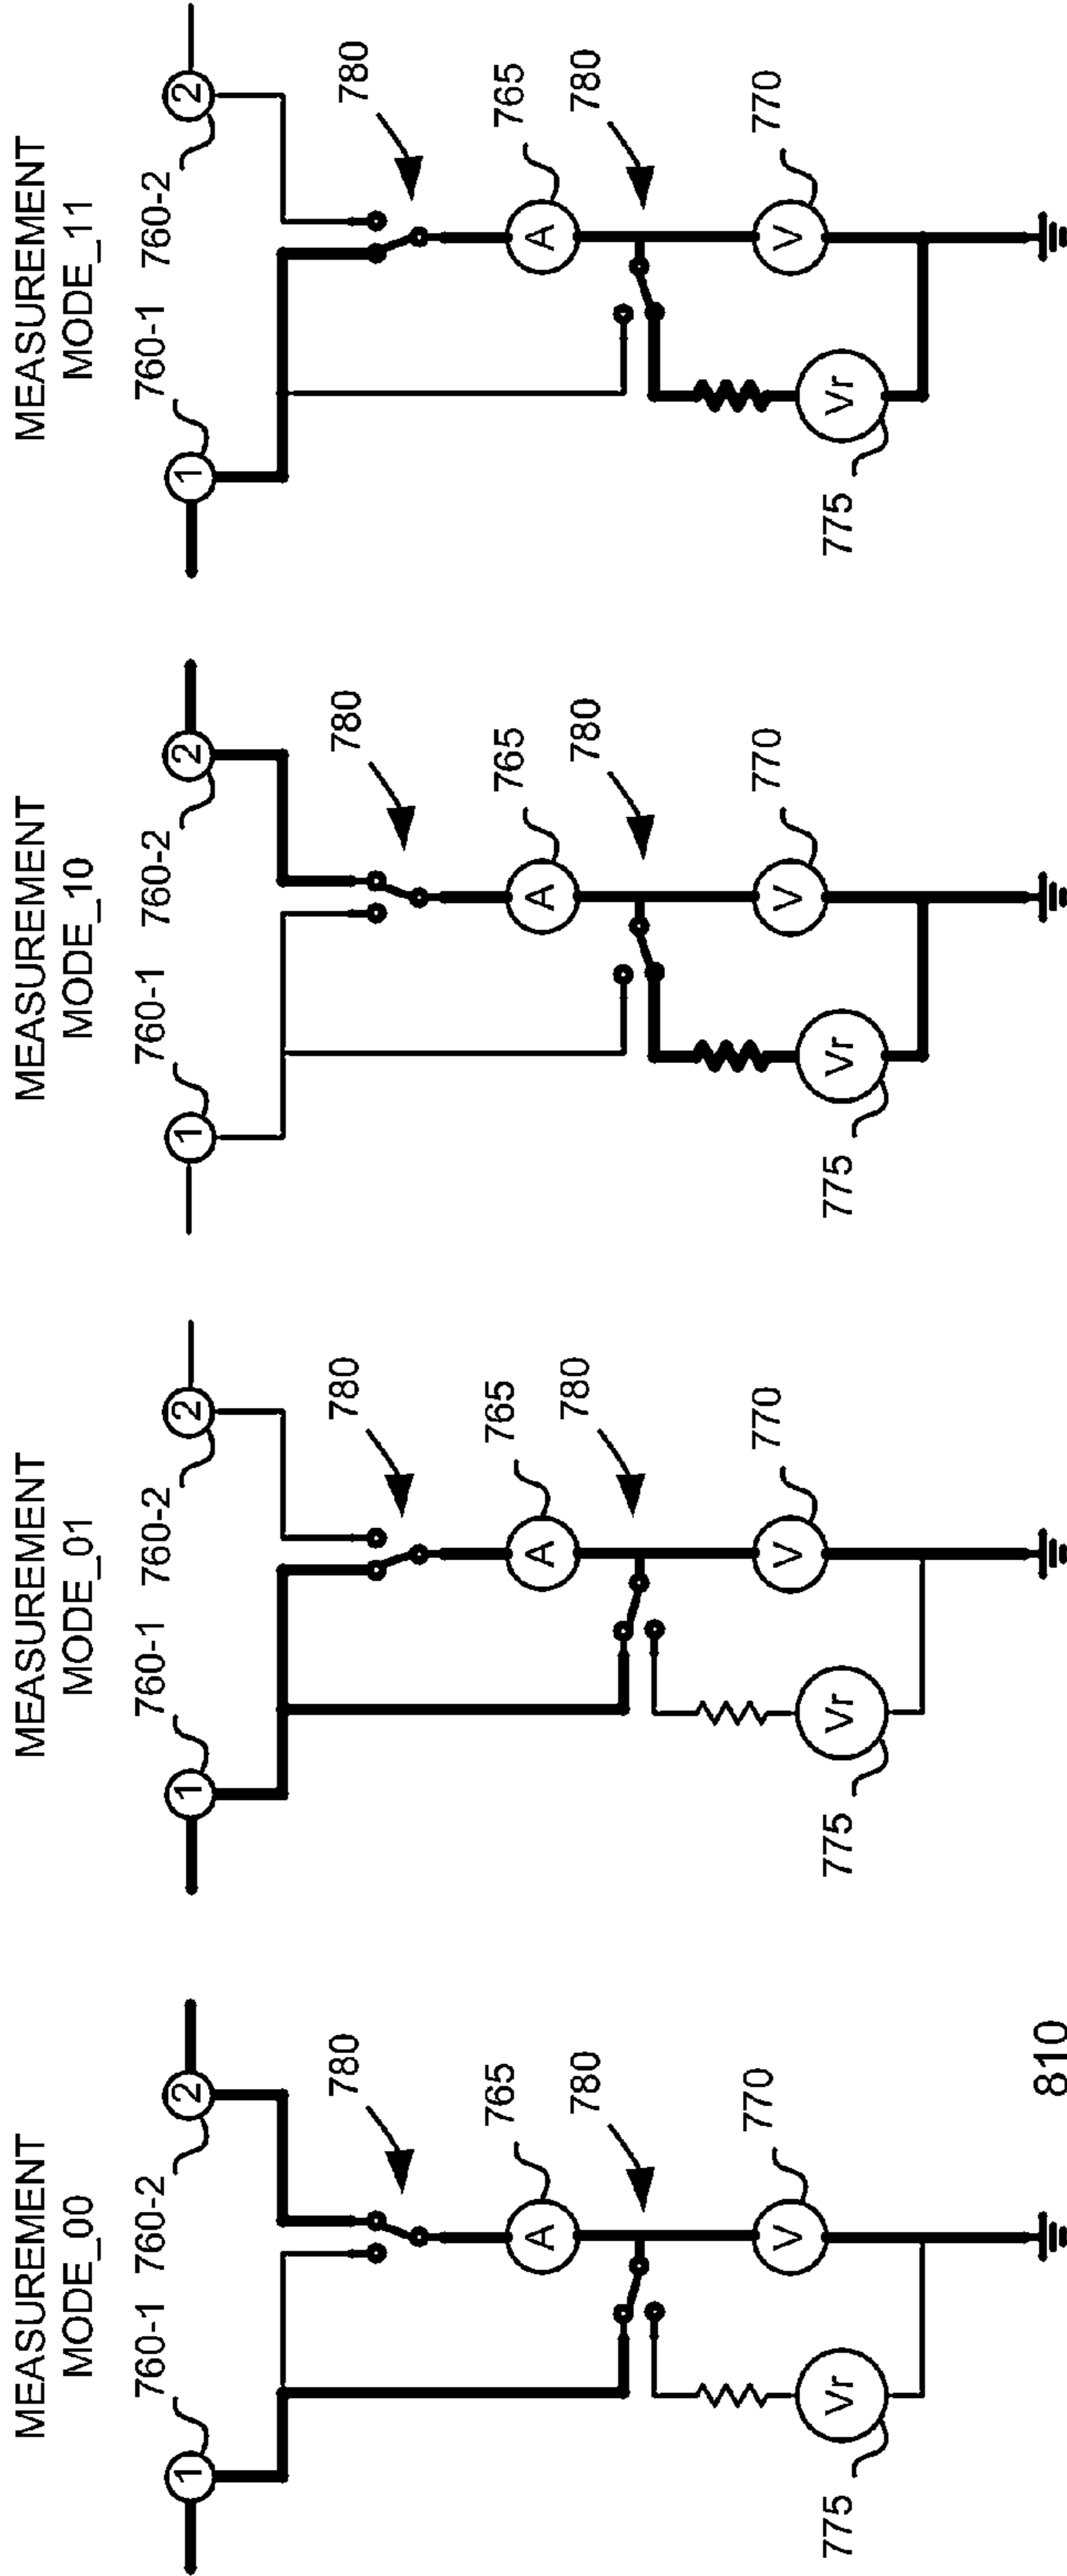 MEASUREMENT
MODE_00
760-1 760-2
1
2
780
765
A
780
770
V
Vr
775
MEASUREMENT
MODE_01
760-1 760-2
1
2
780
765
A
780
770
V
Vr
775
MEASUREMENT
MODE_10
760-1 760-2
1
2
780
765
A
780
770
V
Vr
775
MEASUREMENT
MODE_11
760-1 760-2
1
2
780
765
A
780
770
V
Vr
775
810